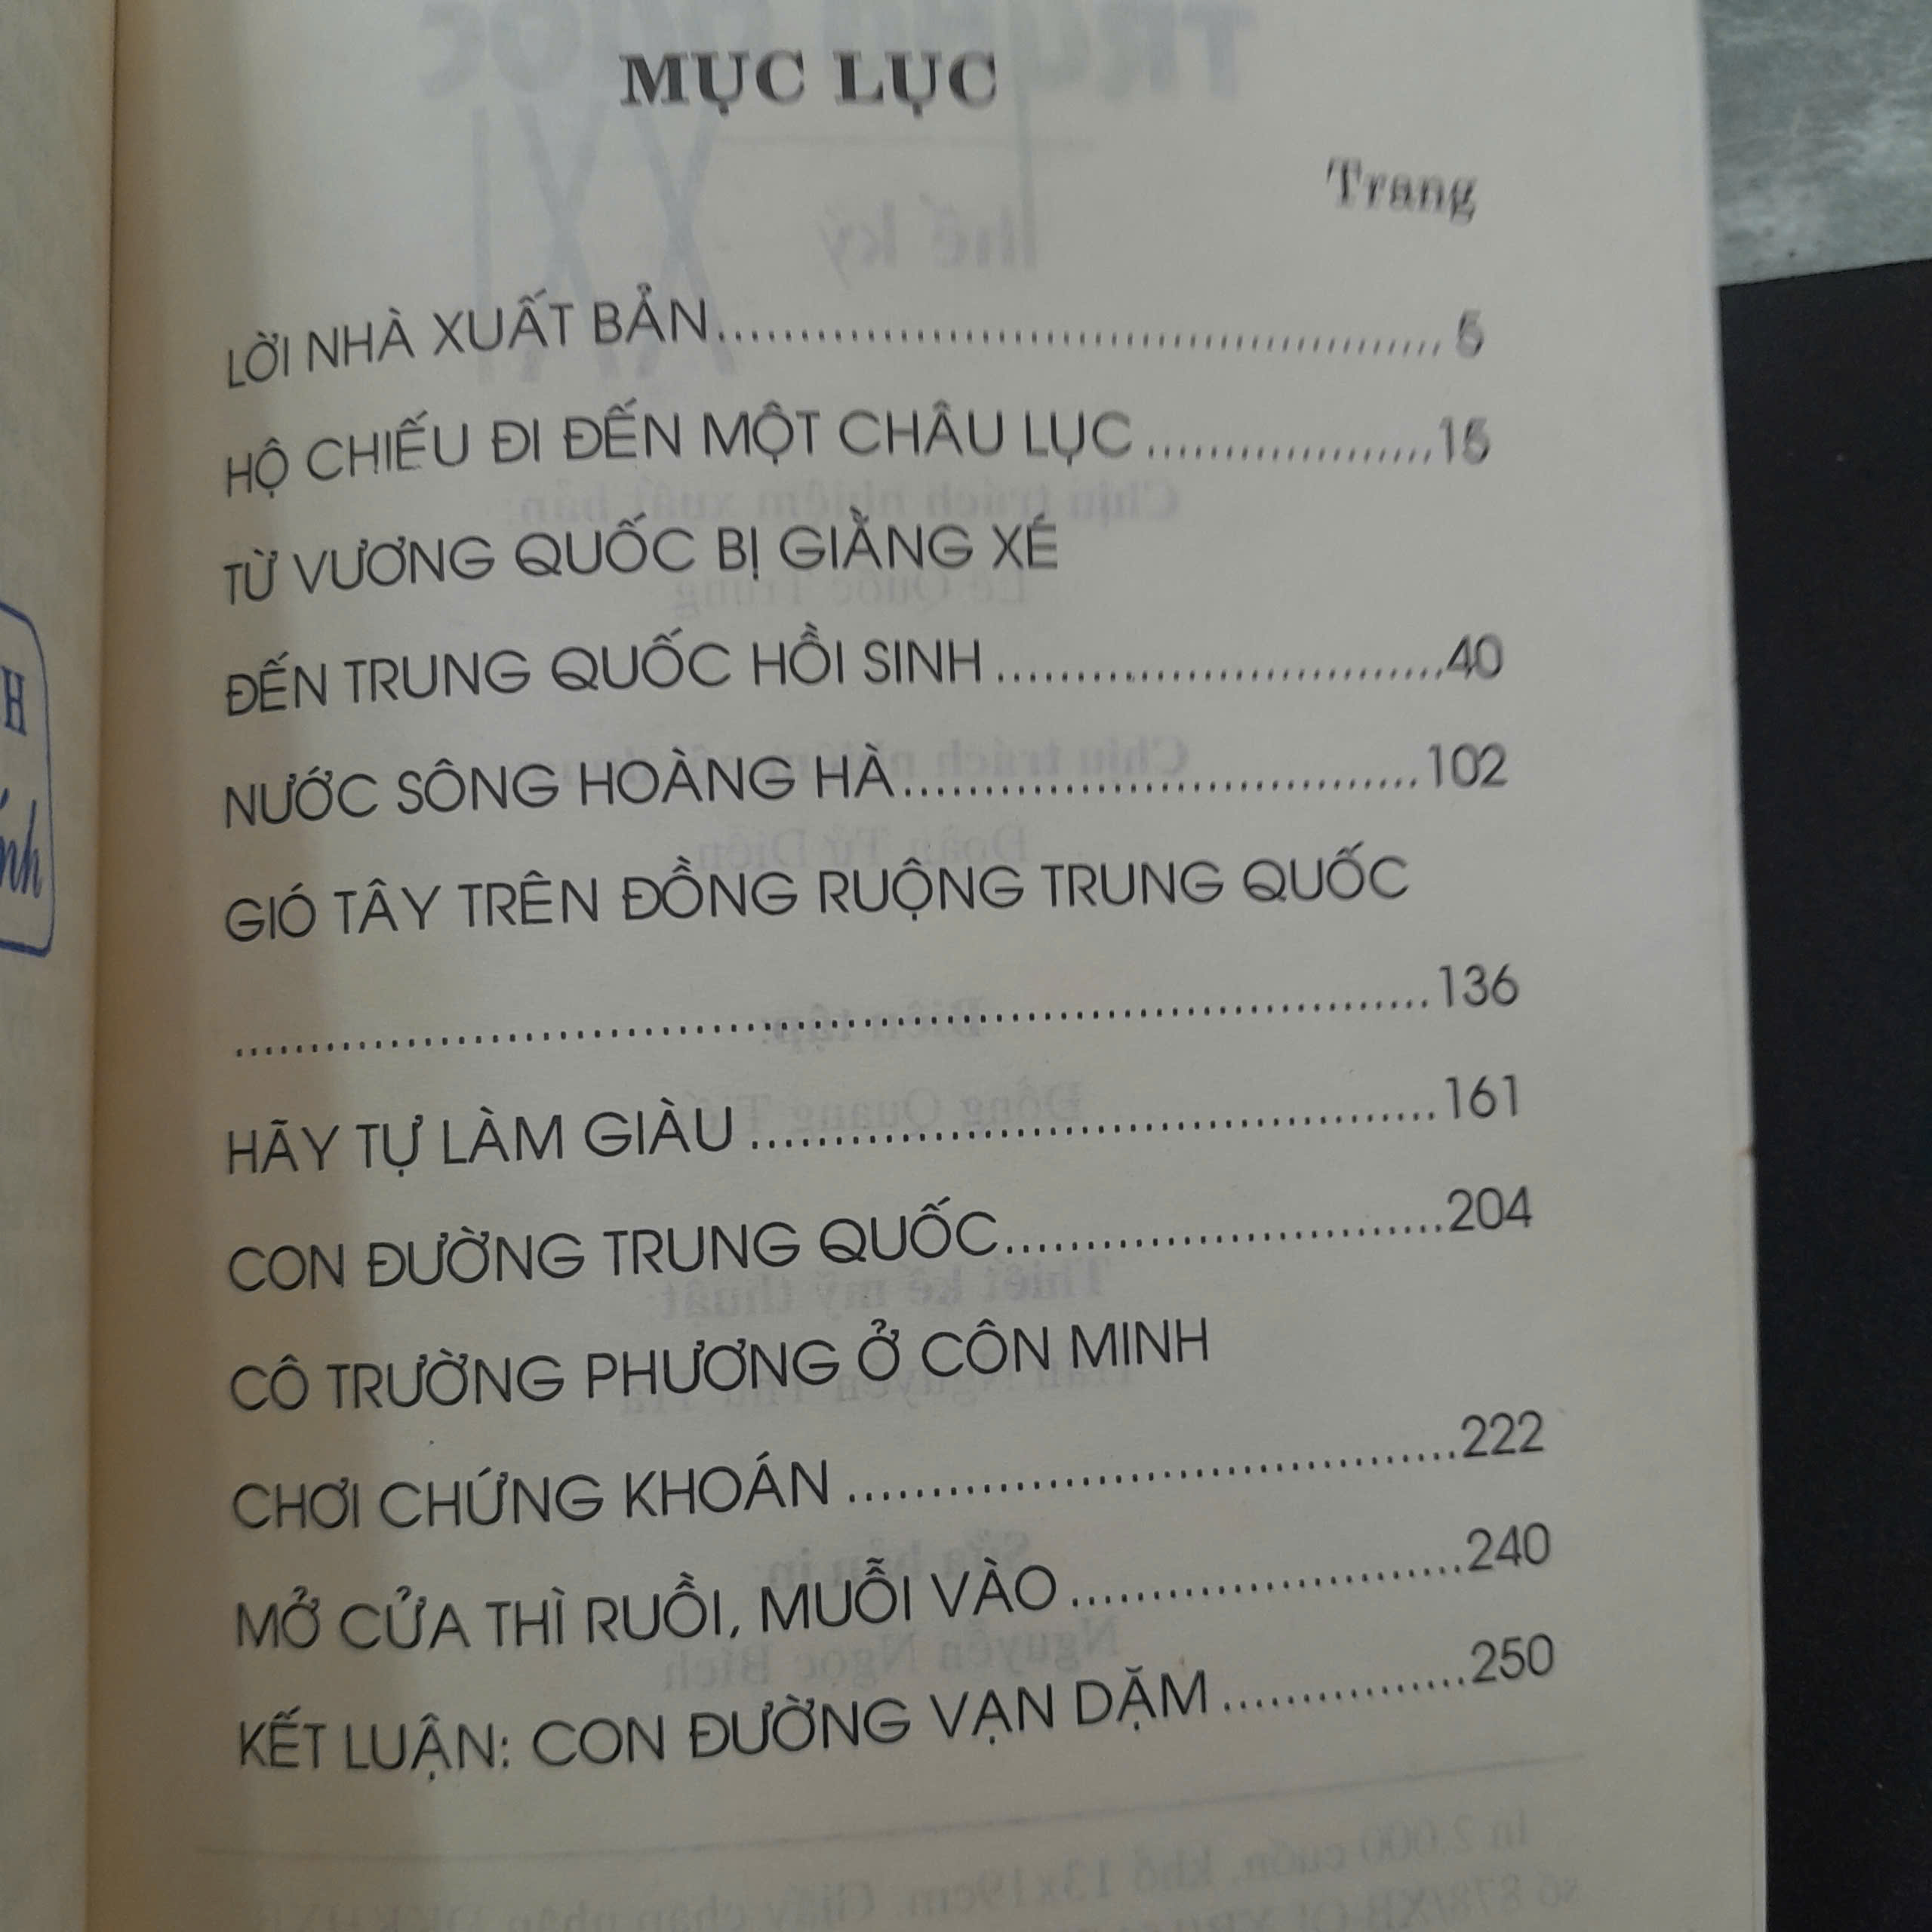 MỤC LỤC
Trang
LỜI NHÀ XUẤT BẢN.................................................... 5
HỘ CHIẾU ĐI ĐẾN MỘT CHÂU LỤC ....................15
TỪ VƯƠNG QUỐC BỊ GIẰNG XÉ
ĐẾN TRUNG QUỐC HỒI SINH ...............................40
NƯỚC SÔNG HOÀNG HÀ....................................102
GIÓ TÂY TRÊN ĐỒNG RUỘNG TRUNG QUỐC
...................................................................................136
HÃY TỰ LÀM GIÀU ................................................161
CON ĐƯỜNG TRUNG QUỐC...............................204
CÔ TRƯỜNG PHƯƠNG Ở CÔN MINH
CHƠI CHỨNG KHOÁN ..........................................222
MỞ CỬA THÌ RUỒI, MUỖI VÀO ...........................240
KẾT LUẬN: CON ĐƯỜNG VẠN DẶM .................250